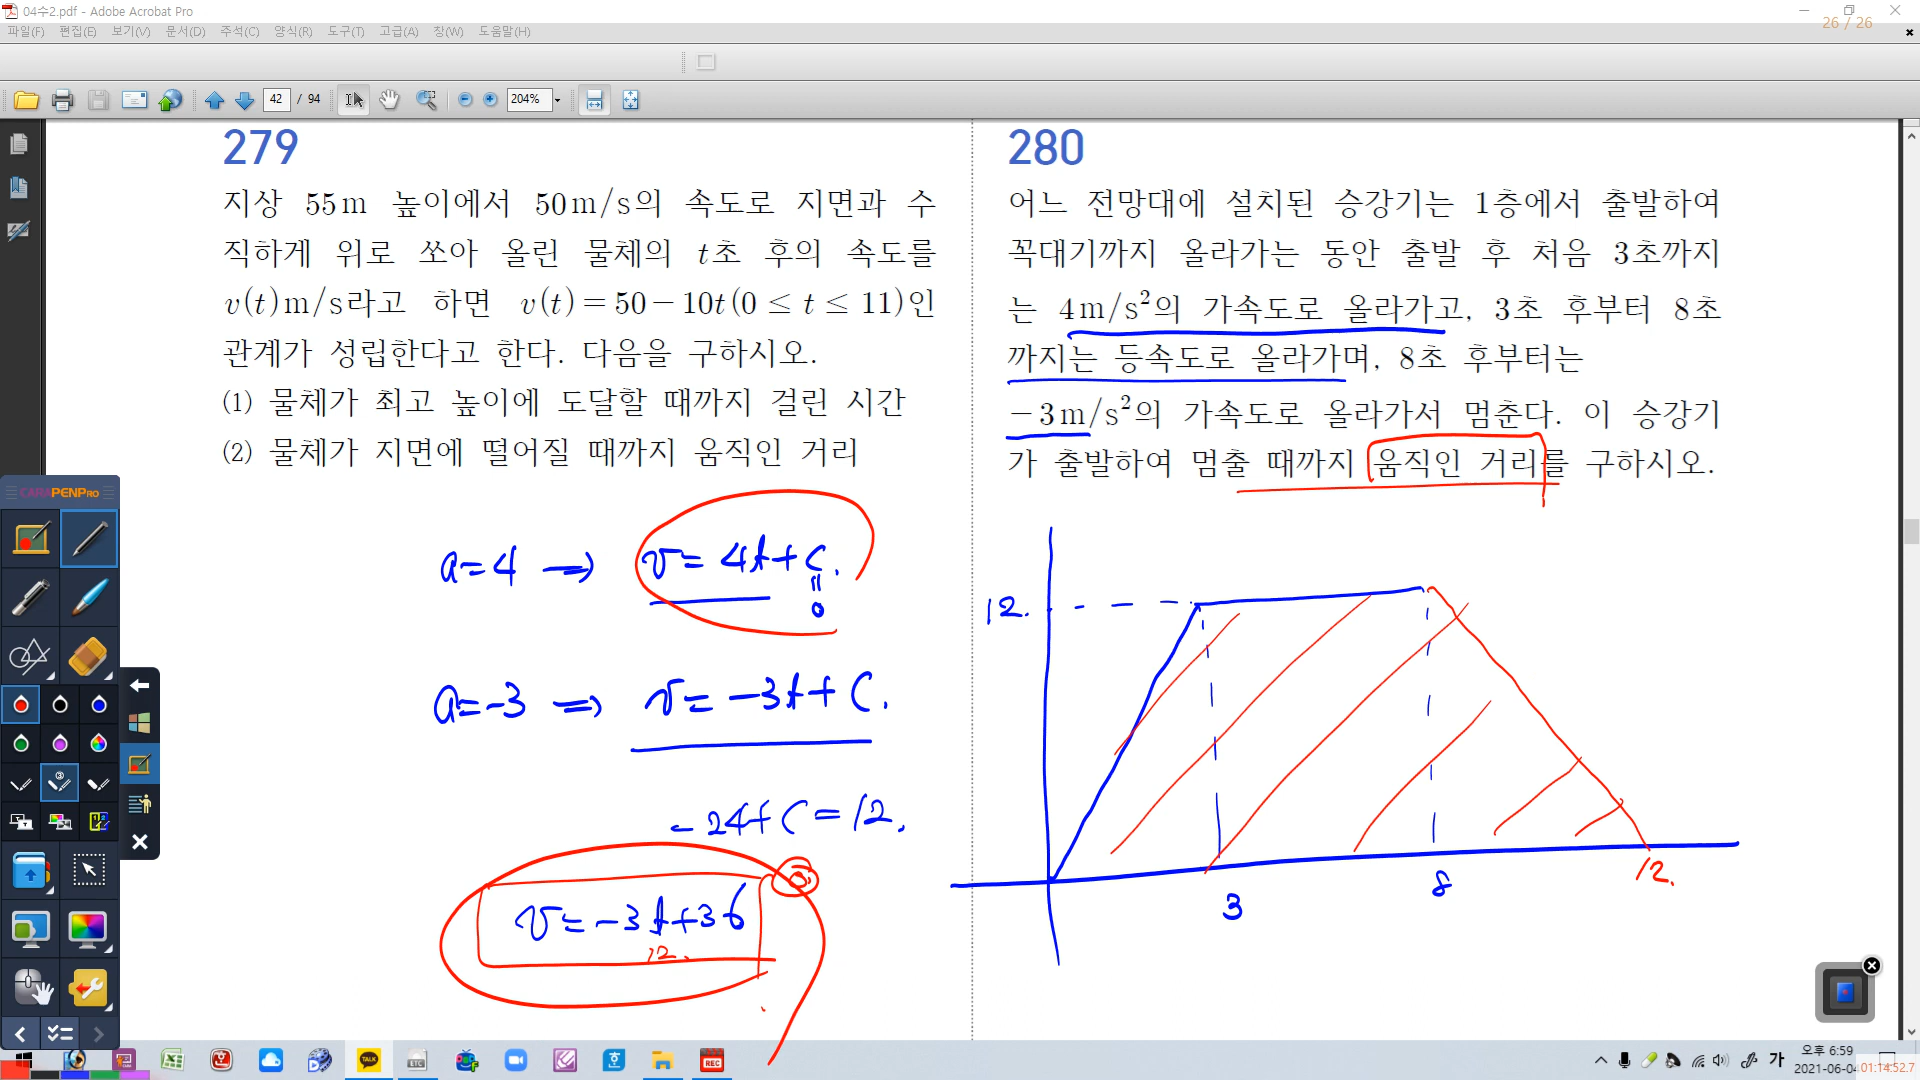 04수2.pdf - Adobe Acrobat Pro
26 / 26
파일(F) 편집(E) 보기(V) 문서(D) 주석(C) 양식(R) 도구(T) 고급(A) 창(W) 도움말(H)
42 / 94 204%
279
지상 55m 높이에서 50m/s의 속도로 지면과 수
직하게 위로 쏘아 올린 물체의 t초 후의 속도를
v(t)m/s라고 하면 v(t)=50-10t(0≤t≤11)인
관계가 성립한다고 한다. 다음을 구하시오.
(1) 물체가 최고 높이에 도달할 때까지 걸린 시간
(2) 물체가 지면에 떨어질 때까지 움직인 거리
a=4 ⇒ v=4t+C.
=
0
a=-3 ⇒ v=-3t+C.
-24+C=12.
v=-3t+36
12.
0
280
어느 전망대에 설치된 승강기는 1층에서 출발하여
꼭대기까지 올라가는 동안 출발 후 처음 3초까지
는 4m/s²의 가속도로 올라가고, 3초 후부터 8초
까지는 등속도로 올라가며, 8초 후부터는
-3m/s²의 가속도로 올라가서 멈춘다. 이 승강기
가 출발하여 멈출 때까지 움직인 거리를 구하시오.
12.
3
8
12.
CARAPENPRO
TALK
ETC
REC
가
오후 6:59
2021-06-04
01:14:52.7